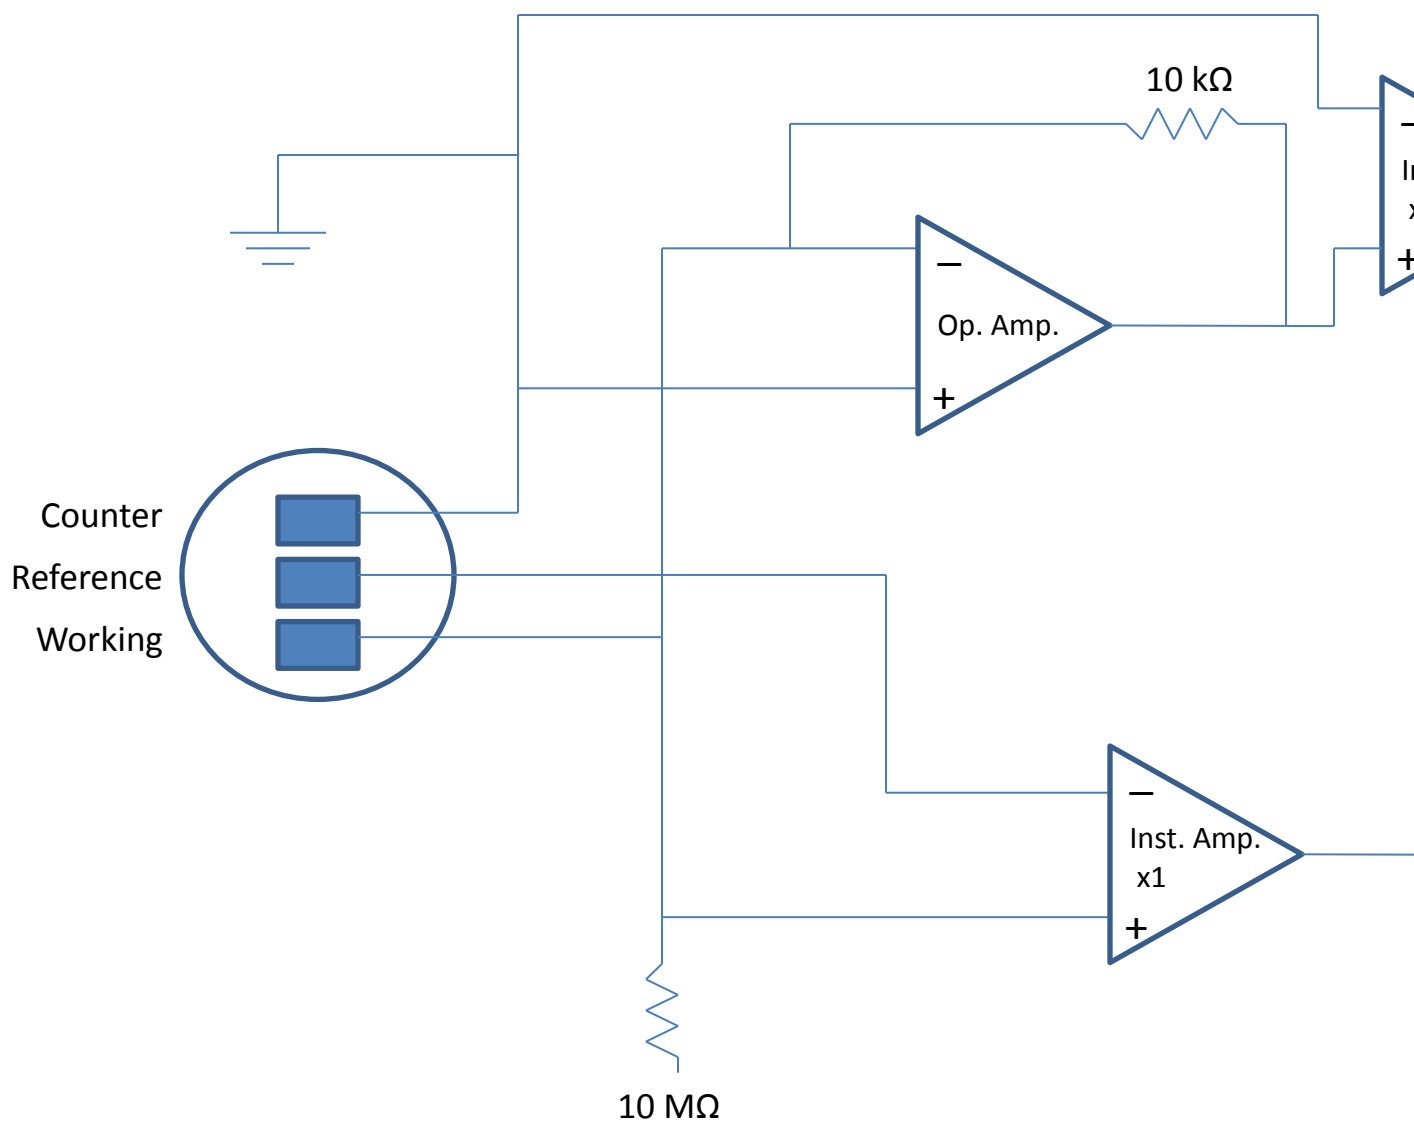 10 kΩ
−
+
−
Op. Amp.
+
Counter
Reference
Working
−
Inst. Amp.
x1
+
10 MΩ